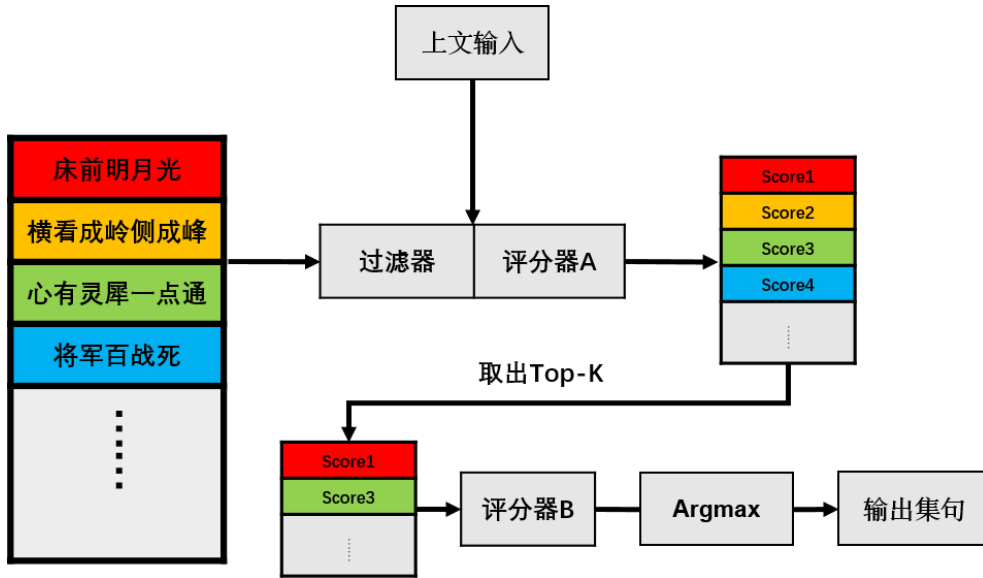 上文输入
床前明月光
横看成岭侧成峰
心有灵犀一点通
将军百战死
过滤器
评分器A
Score1
Score2
Score3
Score4
取出Top-K
Score1
Score3
评分器B
Argmax
输出集句